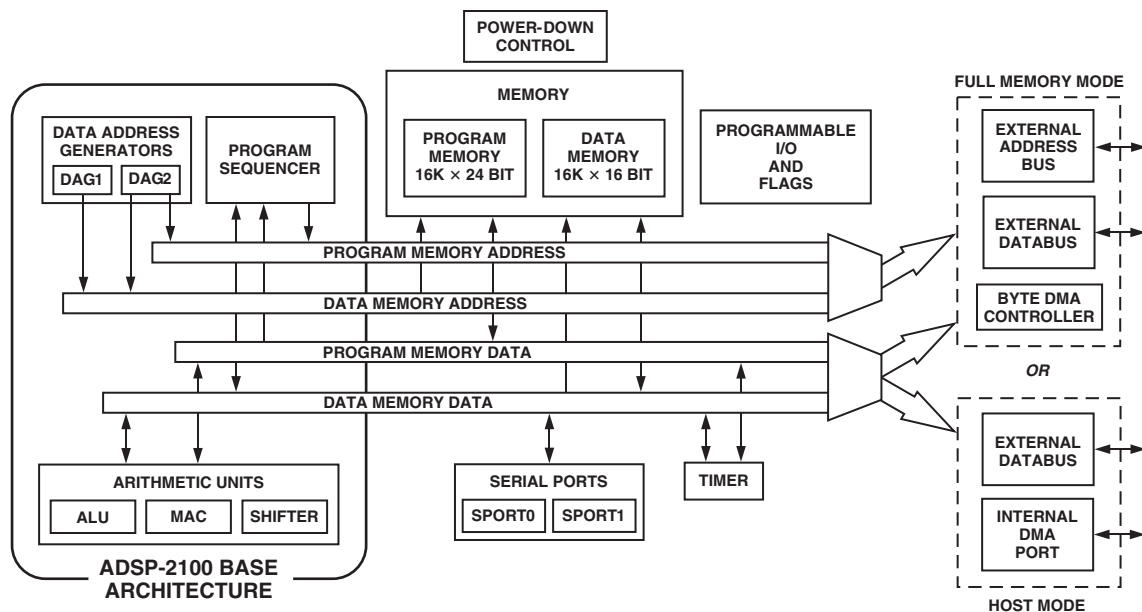 POWER-DOWN
CONTROL
MEMORY
PROGRAM
MEMORY
16K × 24 BIT
DATA
MEMORY
16K × 16 BIT
PROGRAMMABLE
I/O
AND
FLAGS
DATA ADDRESS
GENERATORS
DAG1
DAG2
PROGRAM
SEQUENCER
PROGRAM MEMORY ADDRESS
DATA MEMORY ADDRESS
PROGRAM MEMORY DATA
DATA MEMORY DATA
ARITHMETIC UNITS
ALU
MAC
SHIFTER
SERIAL PORTS
SPORT0
SPORT1
TIMER
ADSP-2100 BASE
ARCHITECTURE
FULL MEMORY MODE
EXTERNAL
ADDRESS
BUS
EXTERNAL
DATABUS
BYTE DMA
CONTROLLER
OR
EXTERNAL
DATABUS
INTERNAL
DMA
PORT
HOST MODE